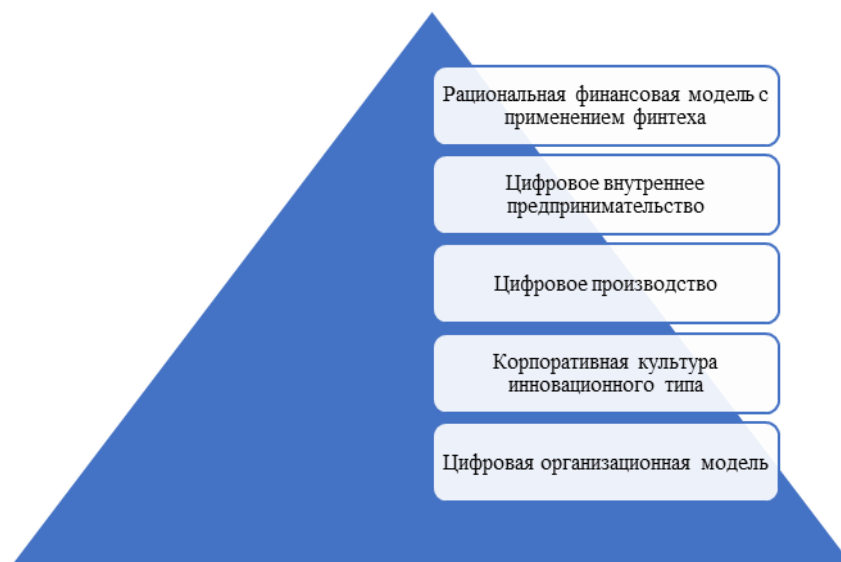 Рациональная финансовая модель с
применением финтеха
Цифровое внутреннее
предпринимательство
Цифровое производство
Корпоративная культура
инновационного типа
Цифровая организационная модель